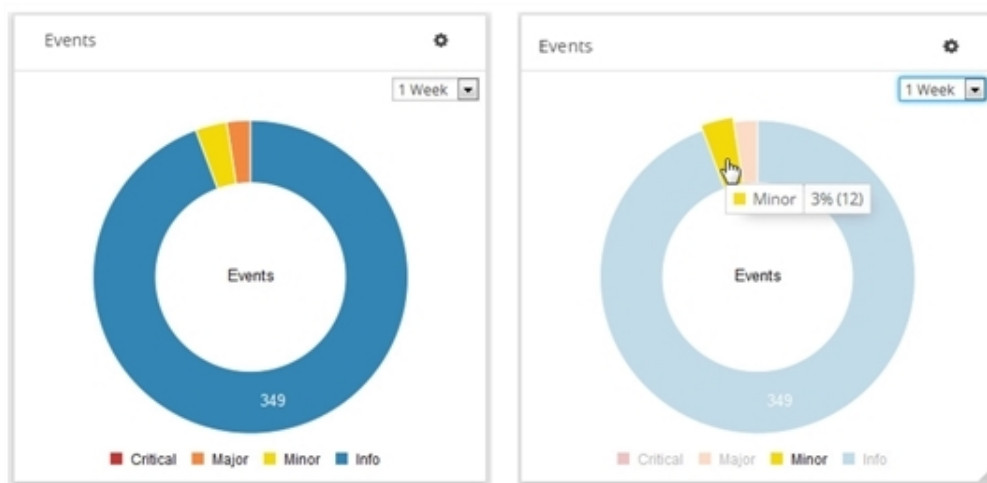 Events
1 Week
Events
349
Critical Major Minor Info
Events
1 Week
Minor 3% (12)
Events
349
Critical Major Minor Info